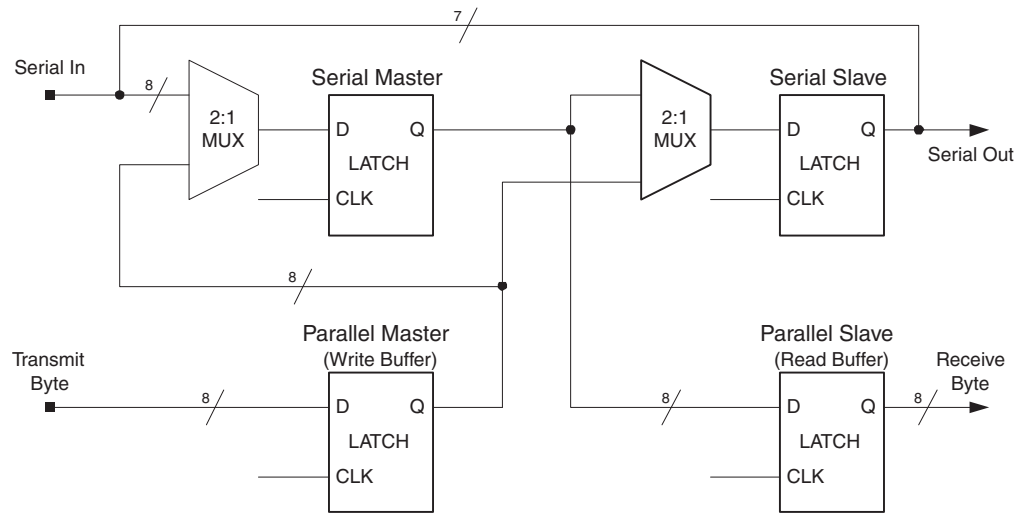 7
Serial In
8
2:1
MUX
Serial Master
D Q
LATCH
CLK
2:1
MUX
Serial Slave
D Q
LATCH
CLK
Serial Out
8
Transmit
Byte
8
Parallel Master
(Write Buffer)
D Q
LATCH
CLK
8
Parallel Slave
(Read Buffer)
D Q
LATCH
CLK
8
Receive
Byte